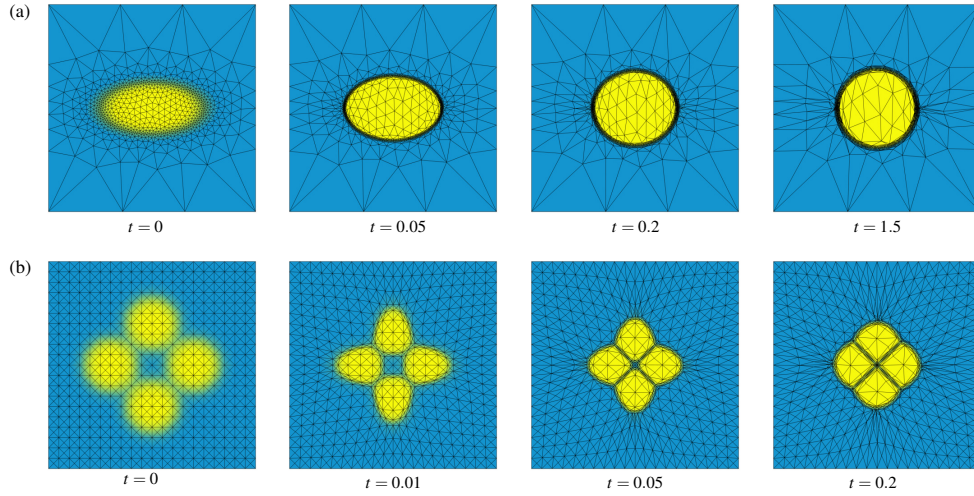 (a)
t = 0
t = 0.05
t = 0.2
t = 1.5
(b)
t = 0
t = 0.01
t = 0.05
t = 0.2